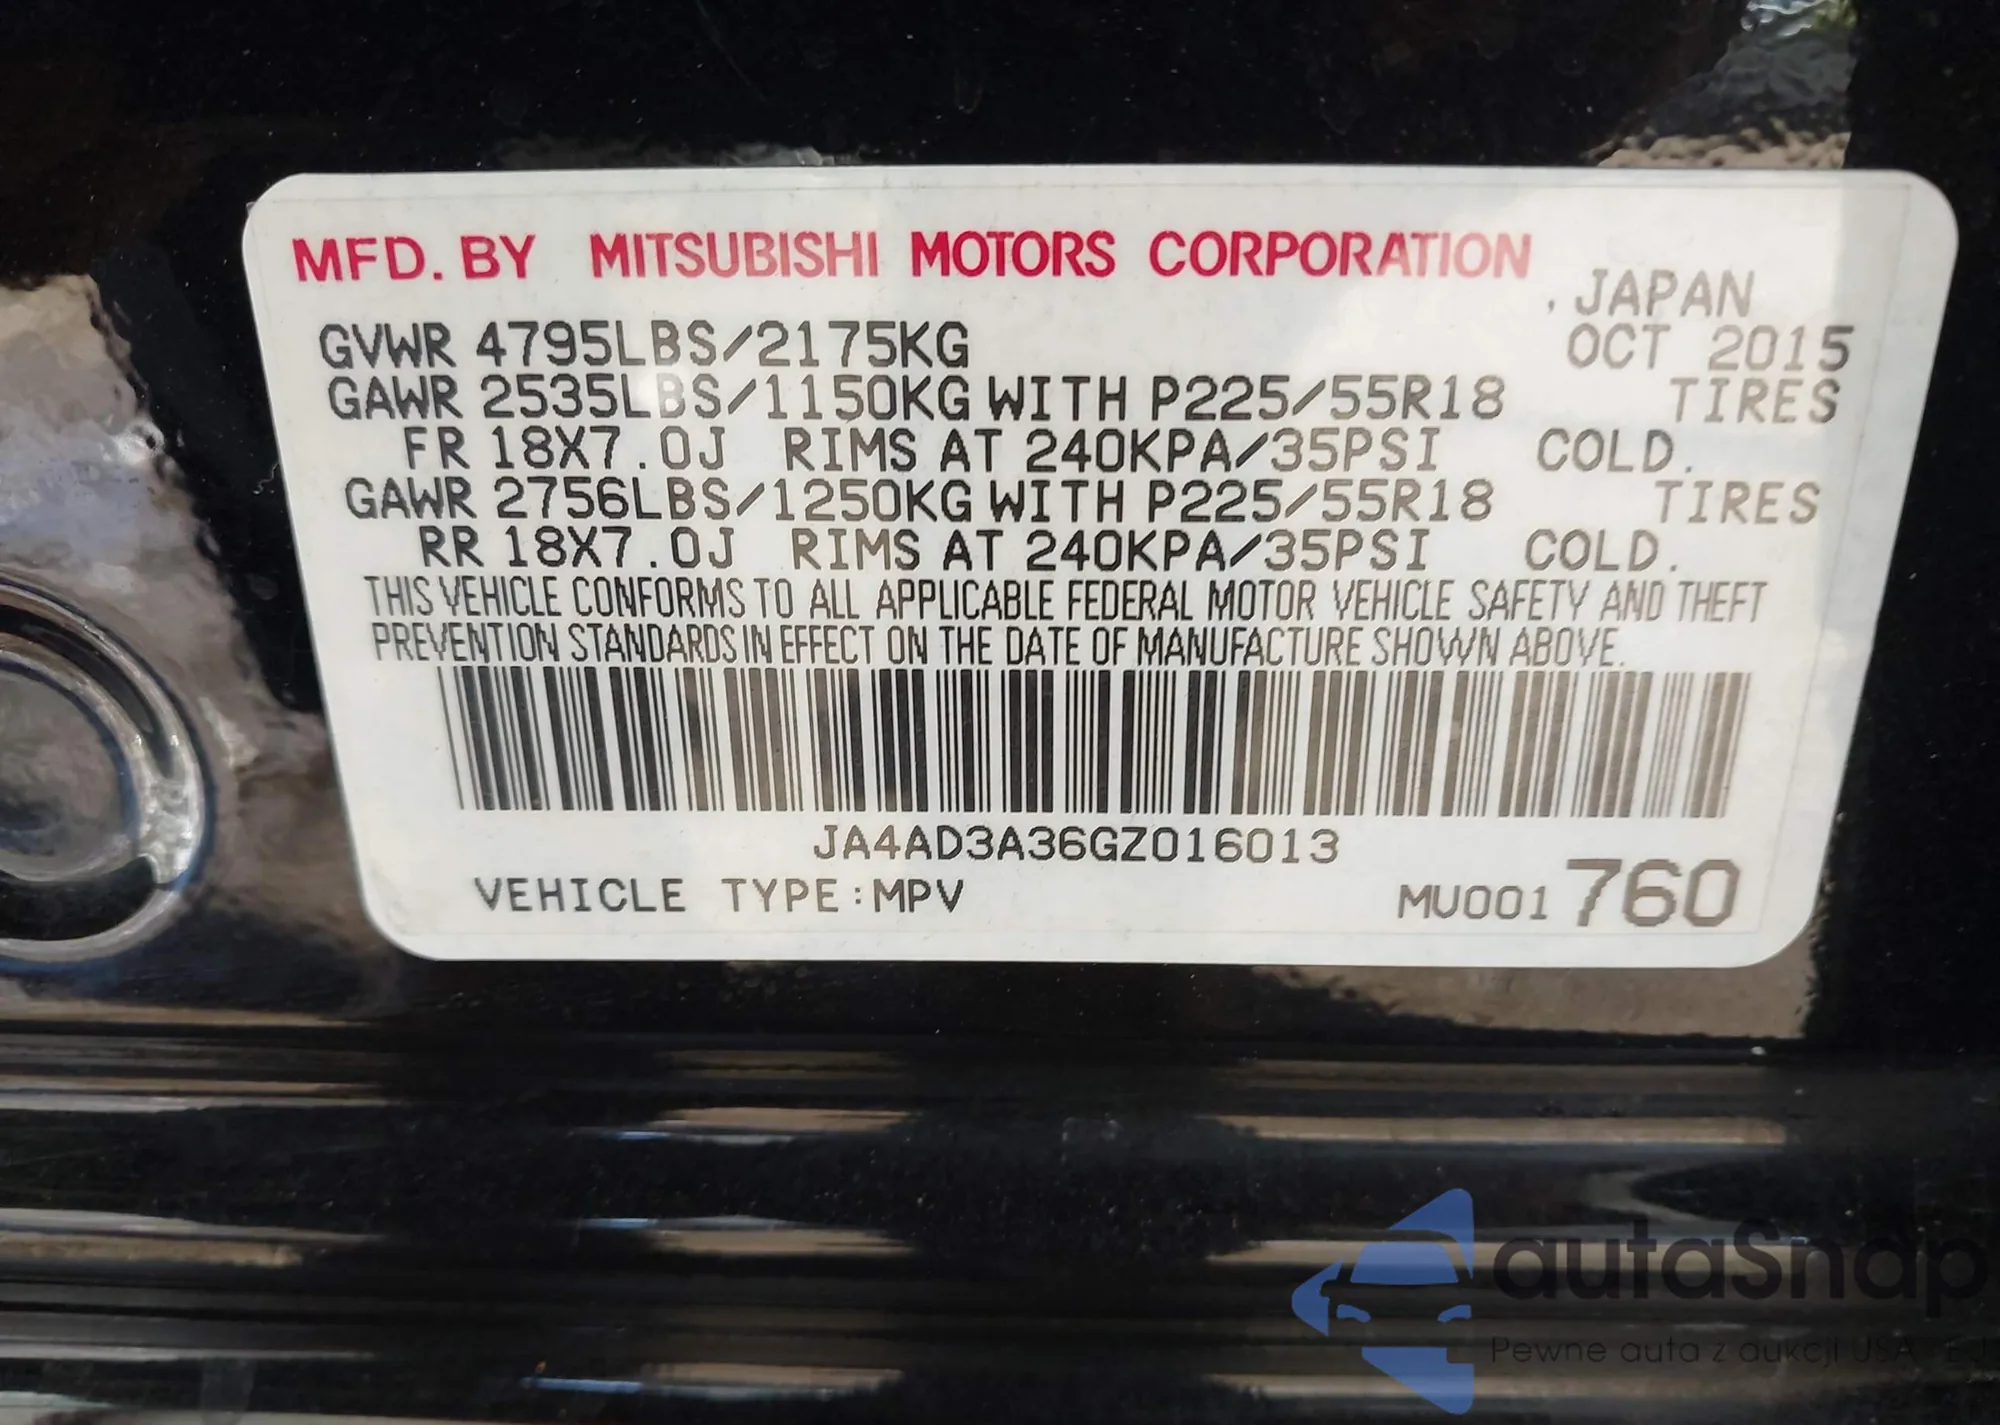 MFD. BY MITSUBISHI MOTORS CORPORATION
, JAPAN
GVWR 4795LBS/2175KG OCT 2015
GAWR 2535LBS/1150KG WITH P225/55R18 TIRES
FR 18X7.0J RIMS AT 240KPA/35PSI COLD.
GAWR 2756LBS/1250KG WITH P225/55R18 TIRES
RR 18X7.0J RIMS AT 240KPA/35PSI COLD.
THIS VEHICLE CONFORMS TO ALL APPLICABLE FEDERAL MOTOR VEHICLE SAFETY AND THEFT
PREVENTION STANDARDS IN EFFECT ON THE DATE OF MANUFACTURE SHOWN ABOVE.
JA4AD3A36GZ016013
VEHICLE TYPE:MPV MU001 760
autaSnap
Pewne auta z aukcji USA - EU